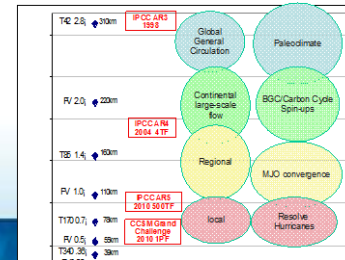 T42 2.8,
310km
IPCC AR3
1998
Global
General
Circulation
Paleoclimate
FV 2.0,
220km
Continental
large-scale
flow
BGC/Carbon Cycle
Spin-ups
IPCC AR4
2004 4TF
T85 1.4,
160km
Regional
MJO convergence
FV 1.0,
110km
IPCC AR5
2010 500TF
T170 0.7,
78km
CCSM Grand
Challenge
2010 1PF
local
Resolve
Hurricanes
FV 0.5,
55km
T340 .36,
39km